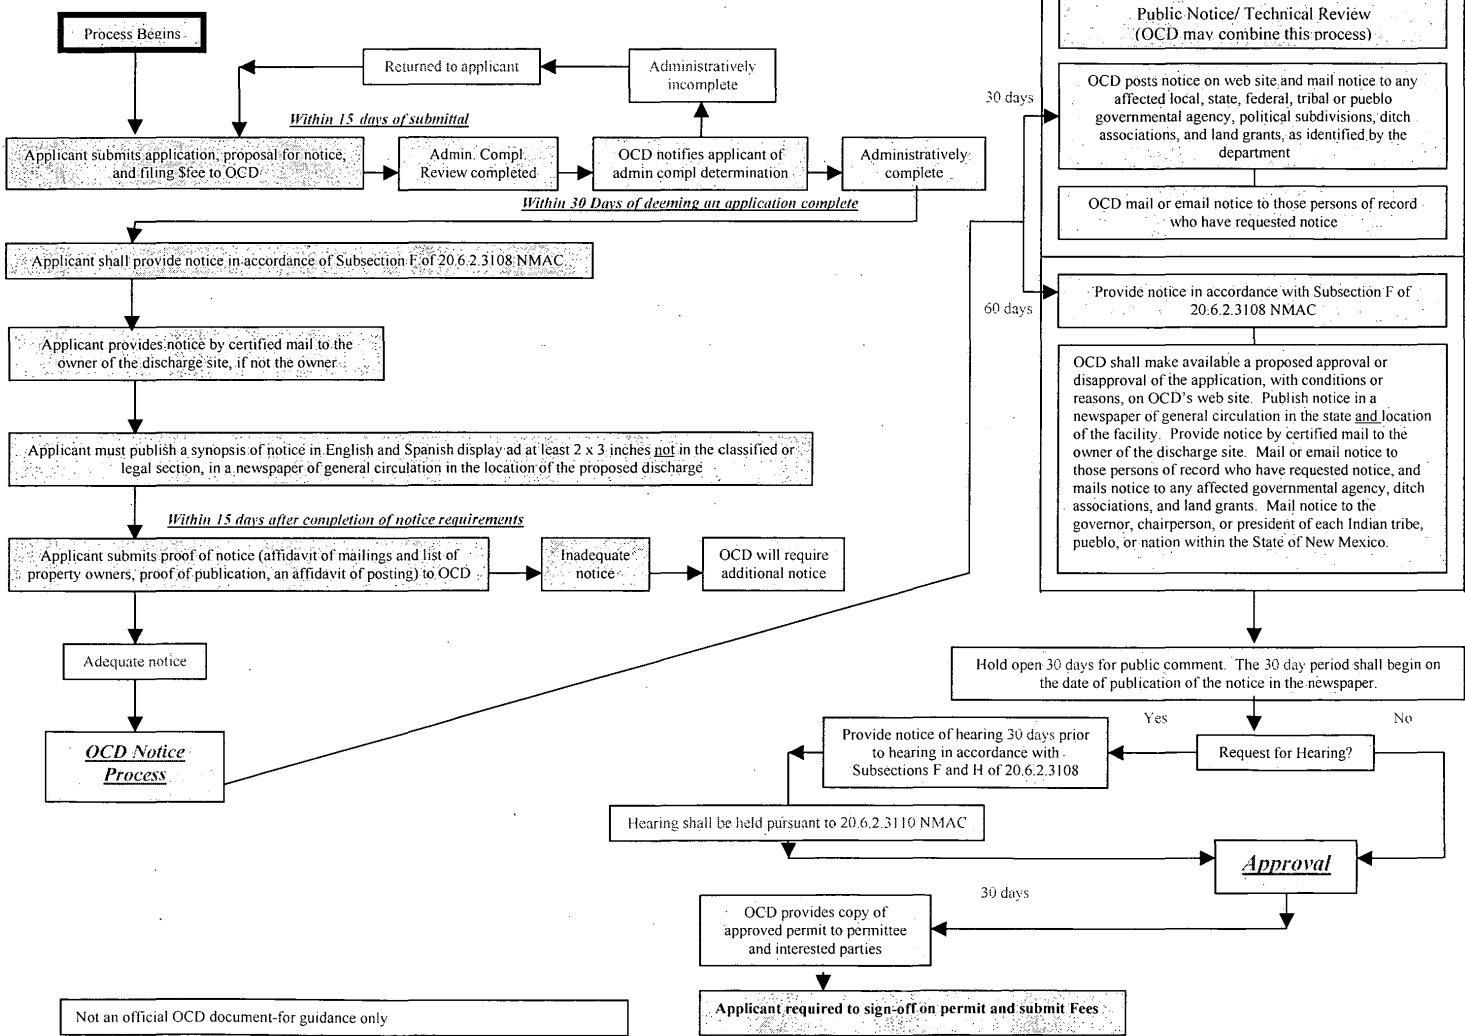 Process Begins
Returned to applicant
Administratively
incomplete
Within 15 days of submittal
Applicant submits application, proposal for notice,
and filing $fee to OCD
Admin. Compl.
Review completed
OCD notifies applicant of
admin compl determination
Administratively
complete
Within 30 Days of deeming an application complete
Applicant shall provide notice in accordance of Subsection F of 20.6.2.3108 NMAC
Applicant provides notice by certified mail to the
owner of the discharge site, if not the owner
Applicant must publish a synopsis of notice in English and Spanish display ad at least 2 x 3 inches not in the classified or
legal section, in a newspaper of general circulation in the location of the proposed discharge
Within 15 days after completion of notice requirements
Applicant submits proof of notice (affidavit of mailings and list of
property owners, proof of publication, an affidavit of posting) to OCD
Inadequate
notice
OCD will require
additional notice
Adequate notice
OCD Notice
Process
Public Notice/ Technical Review
(OCD may combine this process)
30 days
OCD posts notice on web site and mail notice to any
affected local, state, federal, tribal or pueblo
governmental agency, political subdivisions, ditch
associations, and land grants, as identified by the
department
OCD mail or email notice to those persons of record
who have requested notice
60 days
Provide notice in accordance with Subsection F of
20.6.2.3108 NMAC
OCD shall make available a proposed approval or
disapproval of the application, with conditions or
reasons, on OCD's web site. Publish notice in a
newspaper of general circulation in the state and location
of the facility. Provide notice by certified mail to the
owner of the discharge site. Mail or email notice to
those persons of record who have requested notice, and
mails notice to any affected governmental agency, ditch
associations, and land grants. Mail notice to the
governor, chairperson, or president of each Indian tribe,
pueblo, or nation within the State of New Mexico.
Hold open 30 days for public comment. The 30 day period shall begin on
the date of publication of the notice in the newspaper.
Yes
No
Request for Hearing?
Provide notice of hearing 30 days prior
to hearing in accordance with
Subsections F and H of 20.6.2.3108
Hearing shall be held pursuant to 20.6.2.3110 NMAC
Approval
30 days
OCD provides copy of
approved permit to permittee
and interested parties
Applicant required to sign-off on permit and submit Fees
Not an official OCD document-for guidance only